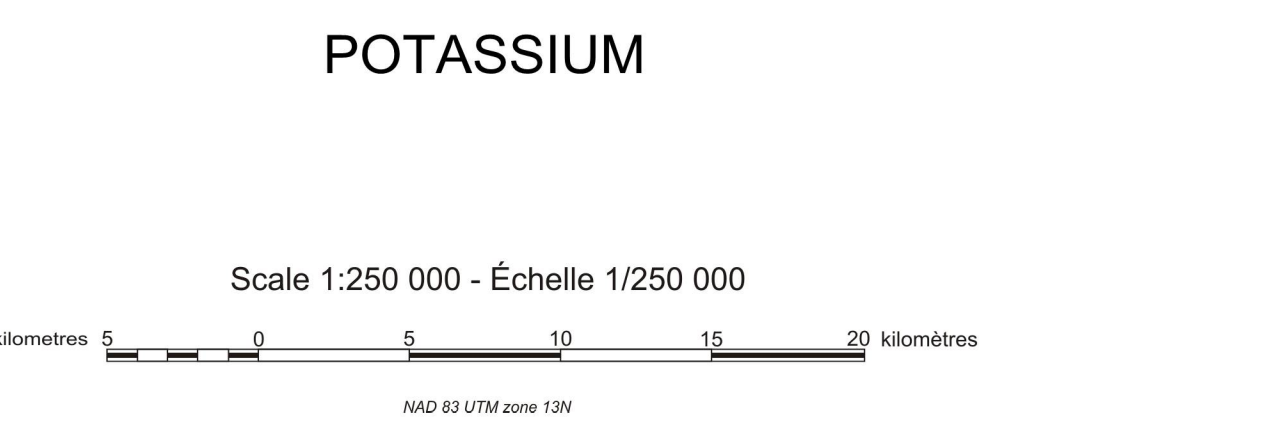 POTASSIUM
Scale 1:250 000 - Échelle 1/250 000
kilometres 5 0 5 10 15 20 kilomètres
NAD 83 UTM zone 13N